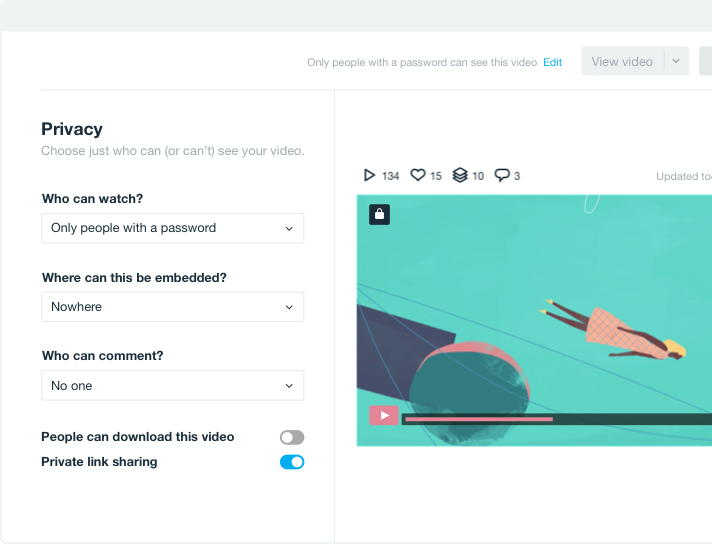 Only people with a password can see this video Edit
View video
Privacy
Choose just who can (or can't) see your video.
134 15 10 3
Updated
Who can watch?
Only people with a password
Where can this be embedded?
Nowhere
Who can comment?
No one
People can download this video
Private link sharing